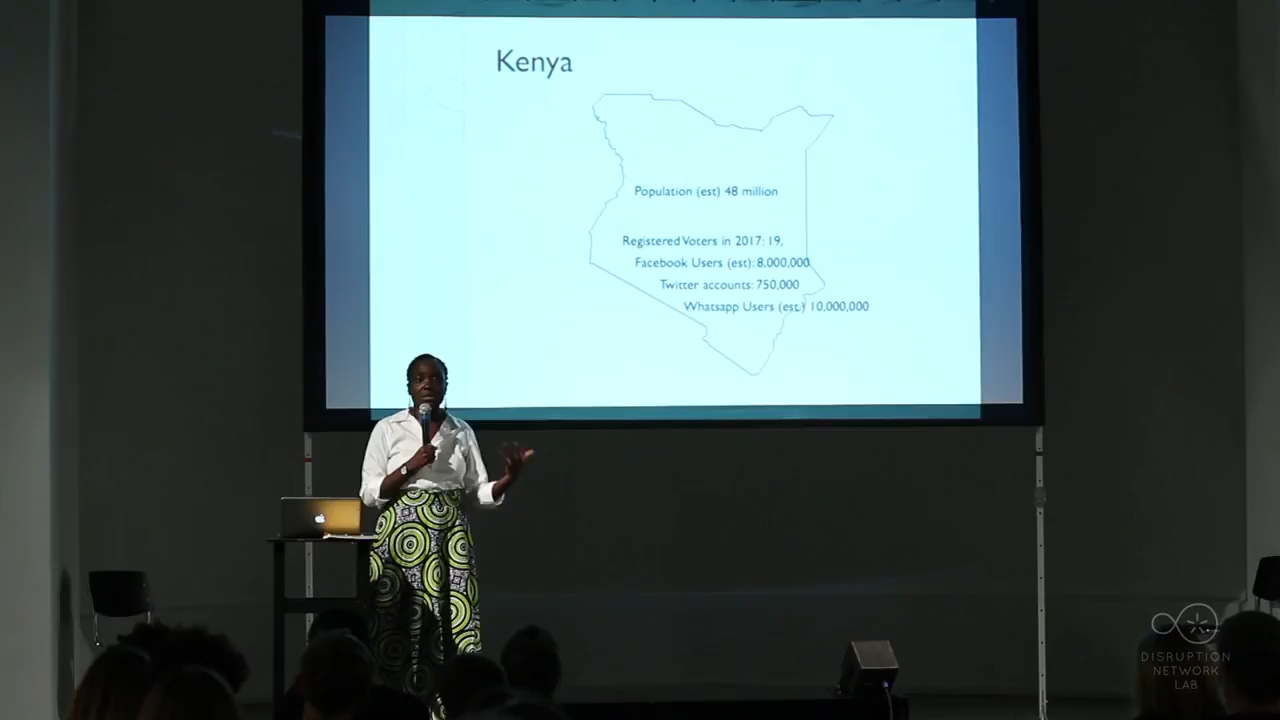 Kenya
Population (est) 48 million
Registered Voters in 2017: 19,
Facebook Users (est): 8,000,000
Twitter accounts: 750,000
Whatsapp Users (est.) 10,000,000
DISRUPTION
NETWORK
LAB